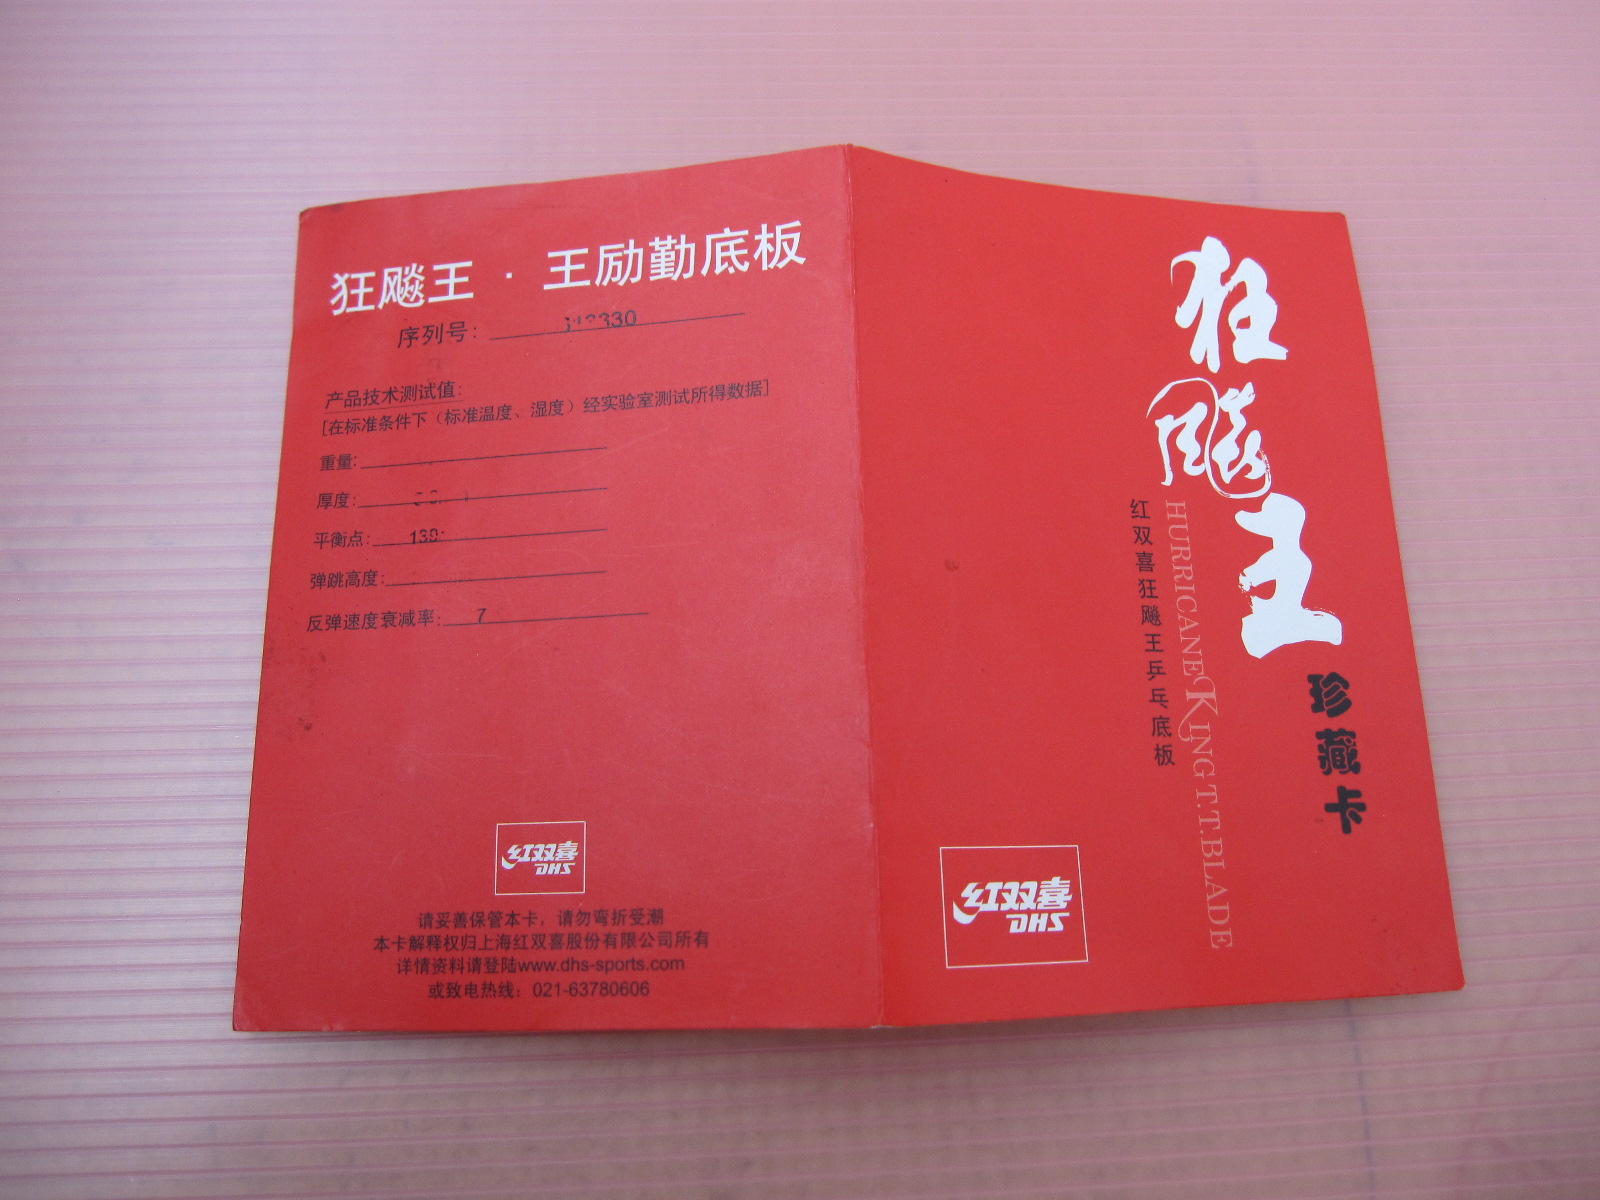 狂飚王 · 王励勤底板
序列号:
产品技术测试值:
[在标准条件下（标准温度、湿度）经实验室测试所得数据]
重量:
厚度:
平衡点:
弹跳高度:
反弹速度衰减率: 7
红双喜
DHS
请妥善保管本卡，请勿弯折受潮
本卡解释权归上海红双喜股份有限公司所有
详情资料请登陆www.dhs-sports.com
或致电热线：021-63780606
狂飚王
珍藏卡
HURRICANE KING T.T.BLADE
红双喜狂飚王乒乓底板
红双喜
DHS